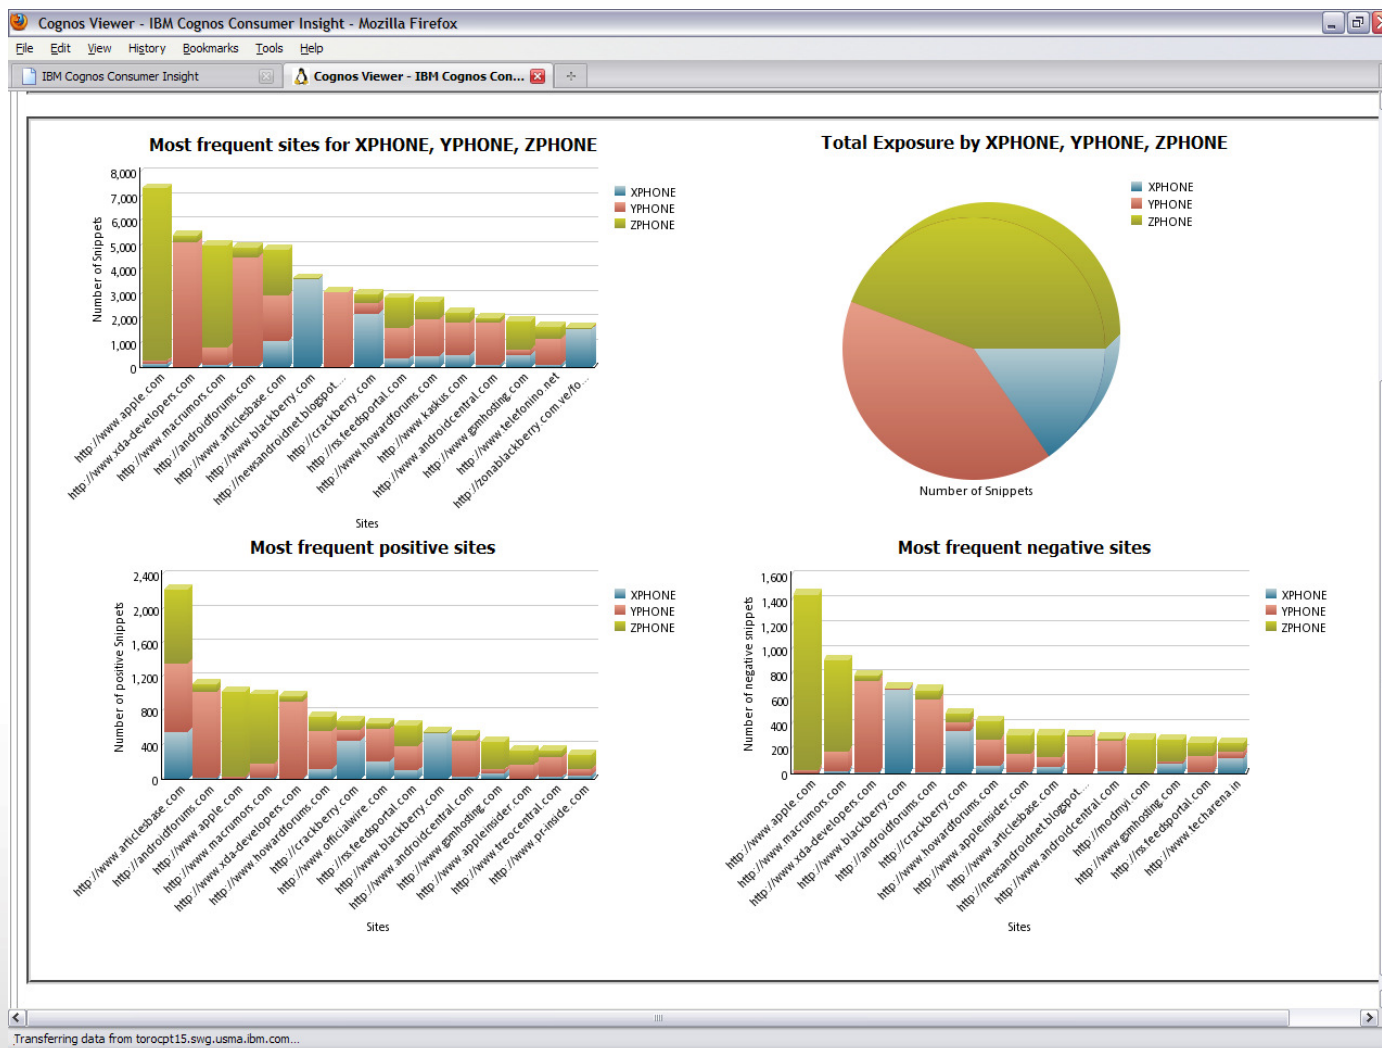 Cognos Viewer - IBM Cognos Consumer Insight - Mozilla Firefox
File Edit View History Bookmarks Tools Help
IBM Cognos Consumer Insight
Cognos Viewer - IBM Cognos Con...
Most frequent sites for XPHONE, YPHONE, ZPHONE
8,000
7,000
6,000
5,000
4,000
3,000
2,000
1,000
0
Number of Snippets
XPHONE
YPHONE
ZPHONE
http://www.apple.com
http://www.xda-developers.com
http://www.macrumors.com
http://androidforums.com
http://www.articlesbase.com
http://www.blackberry.com
http://newsandroidnet.blogspot....
http://crackberry.com
http://rss.feedsportal.com
http://www.howardforums.com
http://www.kaskus.com
http://www.androidcentral.com
http://www.gsmhosting.com
http://www.telefonino.net
http://zonablackberry.com.ve/fo...
Sites
Total Exposure by XPHONE, YPHONE, ZPHONE
XPHONE
YPHONE
ZPHONE
Number of Snippets
Most frequent positive sites
2,400
2,000
1,600
1,200
800
400
0
Number of positive Snippets
XPHONE
YPHONE
ZPHONE
http://www.articlesbase.com
http://androidforums.com
http://www.apple.com
http://www.macrumors.com
http://www.xda-developers.com
http://www.howardforums.com
http://crackberry.com
http://www.officialwire.com
http://rss.feedsportal.com
http://www.blackberry.com
http://www.androidcentral.com
http://www.gsmhosting.com
http://www.appleinsider.com
http://www.treocentral.com
http://www.pr-inside.com
Sites
Most frequent negative sites
1,600
1,400
1,200
1,000
800
600
400
200
0
Number of negative snippets
XPHONE
YPHONE
ZPHONE
http://www.apple.com
http://www.macrumors.com
http://www.xda-developers.com
http://www.blackberry.com
http://androidforums.com
http://crackberry.com
http://www.howardforums.com
http://www.appleinsider.com
http://www.articlesbase.com
http://newsandroidnet.blogspot....
http://www.androidcentral.com
http://modmyi.com
http://www.gsmhosting.com
http://rss.feedsportal.com
http://www.techarena.in
Sites
Transferring data from torocpt15.swg.usma.ibm.com...